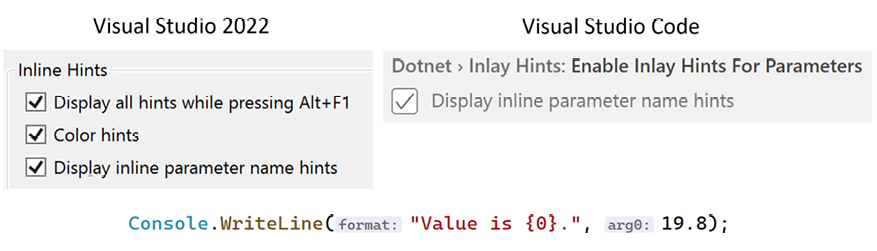 Visual Studio 2022
Inline Hints
Display all hints while pressing Alt+F1
Color hints
Display inline parameter name hints
Visual Studio Code
Dotnet › Inlay Hints: Enable Inlay Hints For Parameters
Display inline parameter name hints
Console.WriteLine(format: "Value is {0}.", arg0: 19.8);